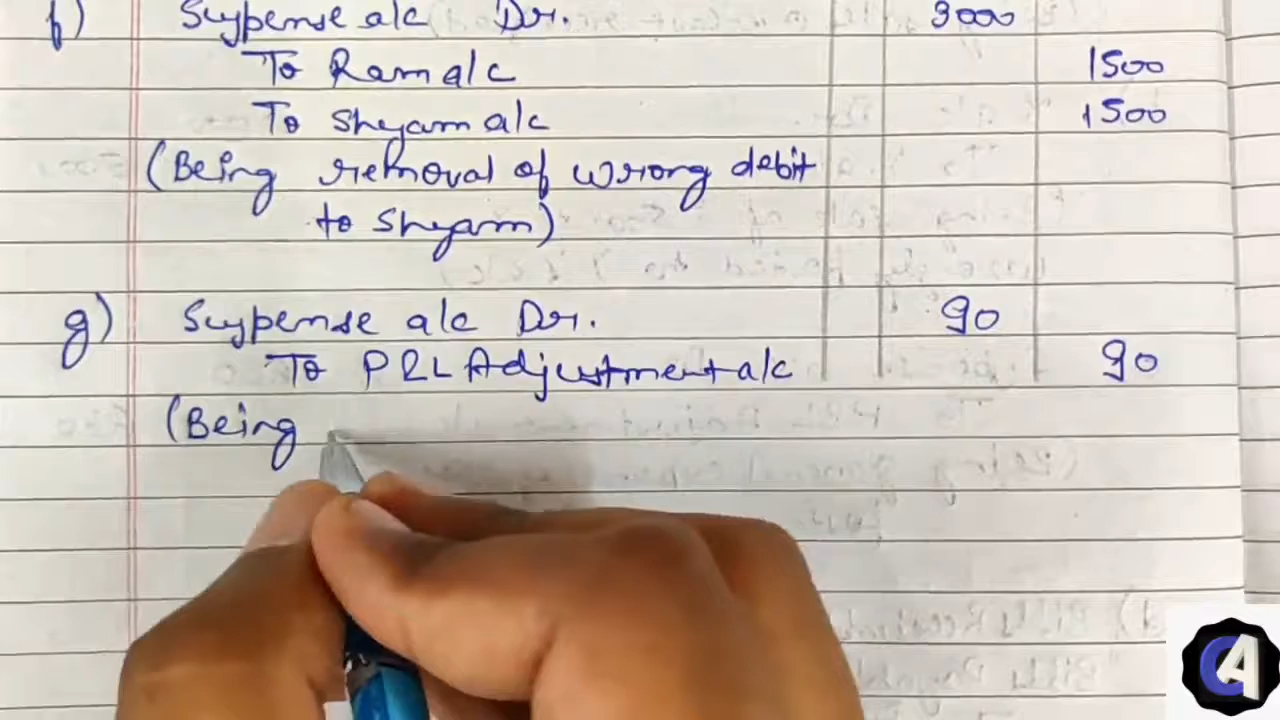 f) Suspense a/c Dr. 3000
To Ram a/c 1500
To Shyam a/c 1500
(Being removal of wrong debit
to Shyam)
g) Suspense a/c Dr. 90
To P&L Adjustment a/c 90
(Being
CA